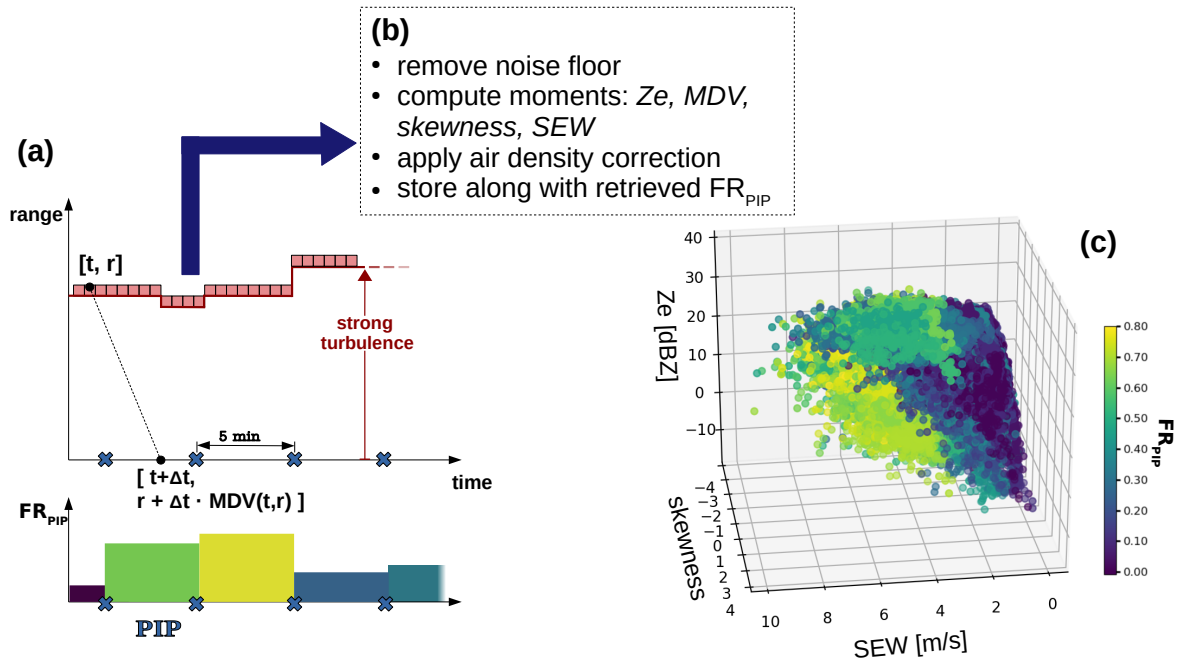 (b)
• remove noise floor
• compute moments: Ze, MDV,
skewness, SEW
• apply air density correction
• store along with retrieved FR_PIP
(a)
range
[t, r]
strong
turbulence
5 min
time
[ t+Δt,
r + Δt · MDV(t,r) ]
FR_PIP
PIP
(c)
Ze [dBZ]
40
30
20
10
0
−10
skewness
−4
−3
−2
−1
0
1
2
3
4
SEW [m/s]
10
8
6
4
2
0
FR_PIP
0.80
0.70
0.60
0.50
0.40
0.30
0.20
0.10
0.00